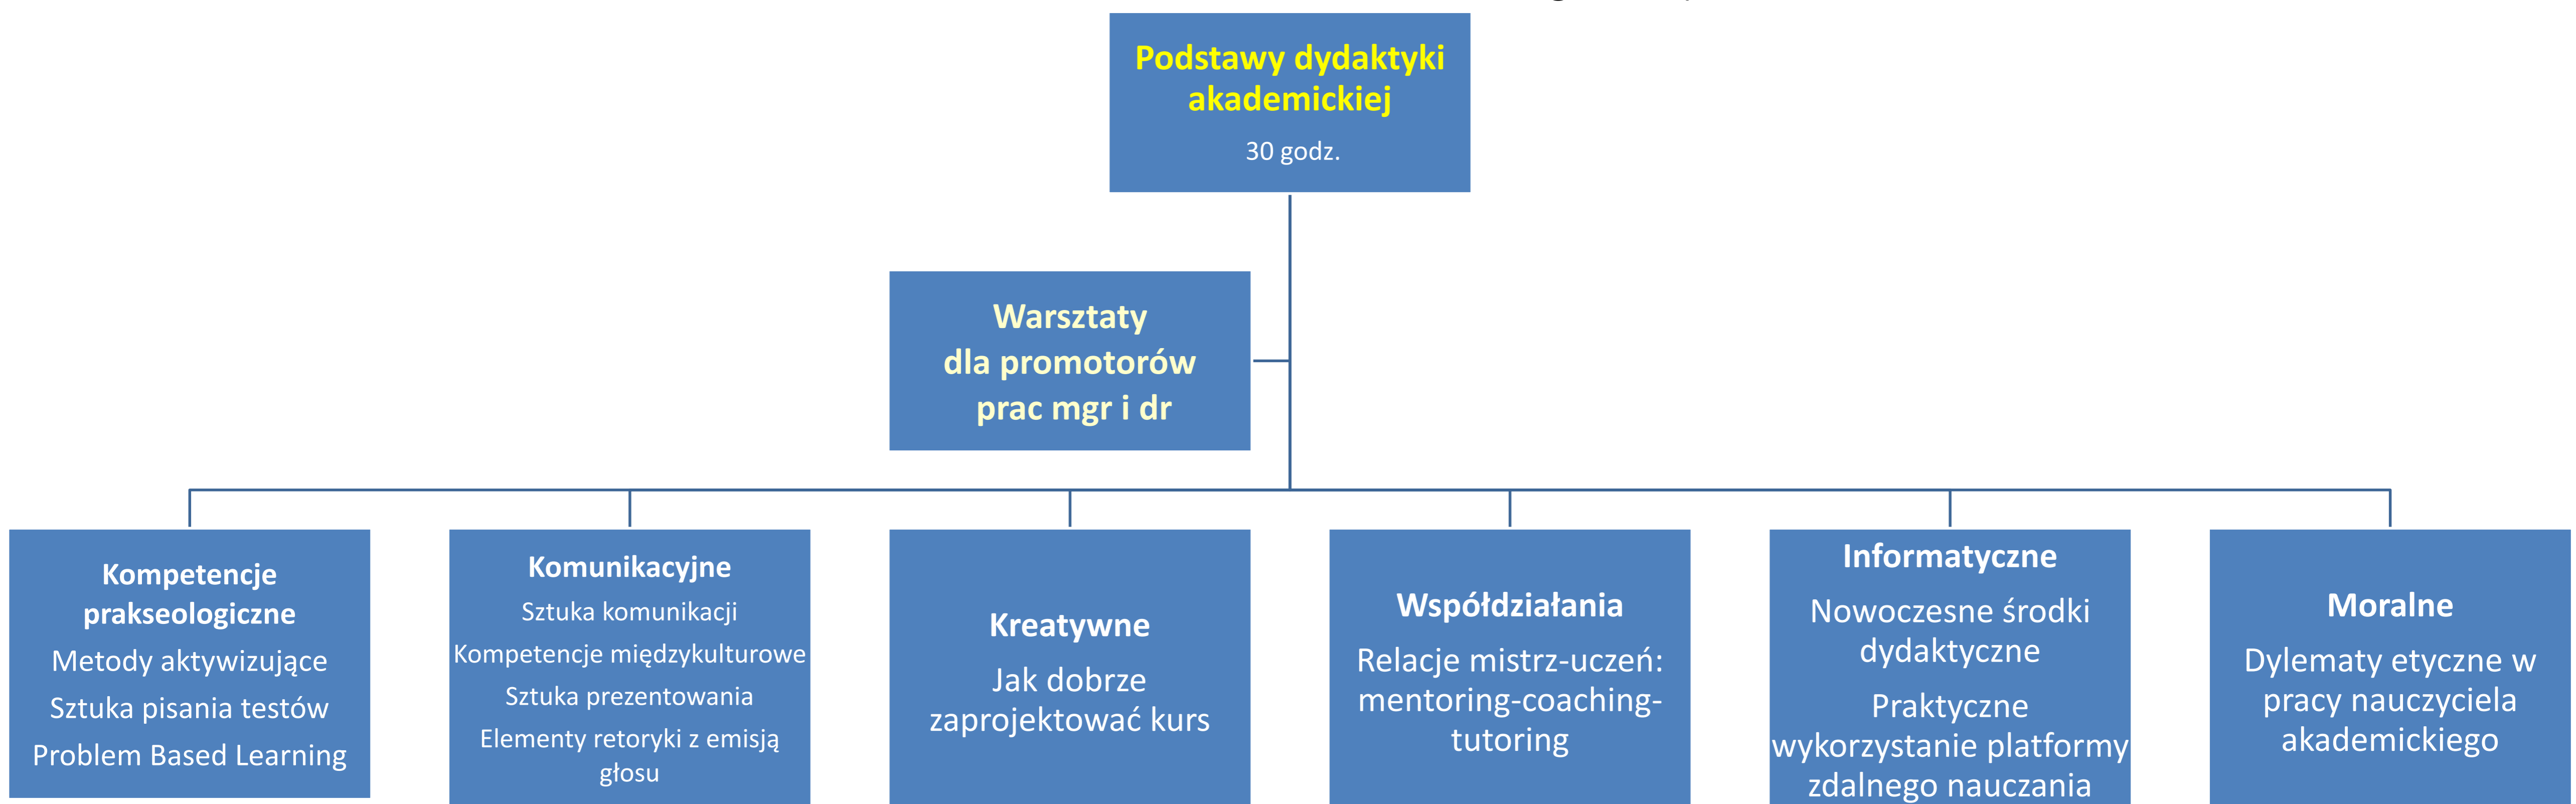 Podstawy dydaktyki
akademickiej
30 godz.
Warsztaty
dla promotorów
prac mgr i dr
Kompetencje
prakseologiczne
Metody aktywizujące
Sztuka pisania testów
Problem Based Learning
Komunikacyjne
Sztuka komunikacji
Kompetencje międzykulturowe
Sztuka prezentowania
Elementy retoryki z emisją
głosu
Kreatywne
Jak dobrze
zaprojektować kurs
Współdziałania
Relacje mistrz-uczeń:
mentoring-coaching-
tutoring
Informatyczne
Nowoczesne środki
dydaktyczne
Praktyczne
wykorzystanie platformy
zdalnego nauczania
Moralne
Dylematy etyczne w
pracy nauczyciela
akademickiego